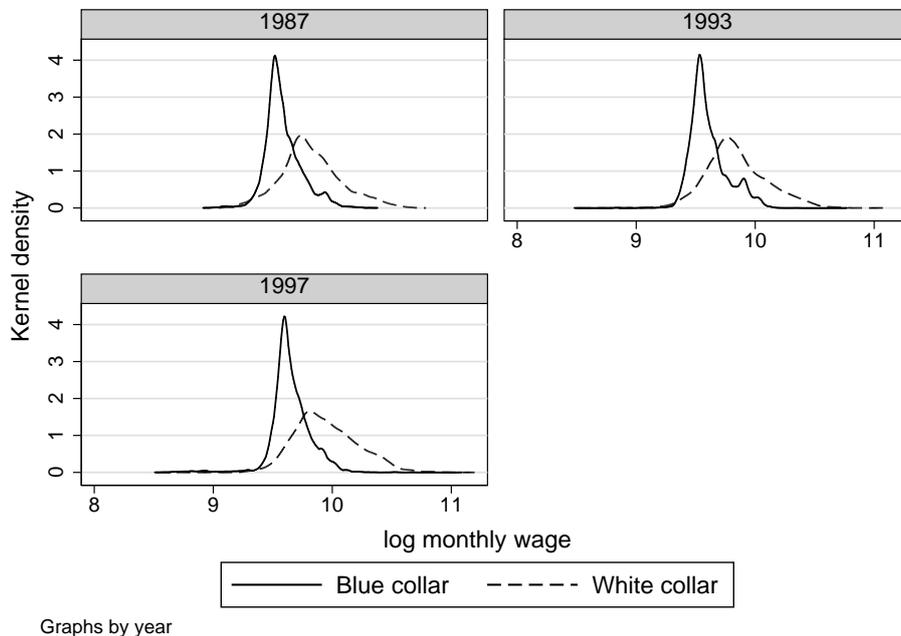 1987
1993
4
3
2
1
0
8 9 10 11
1997
4
3
2
1
0
8 9 10 11
Kernel density
log monthly wage
Blue collar White collar
Graphs by year